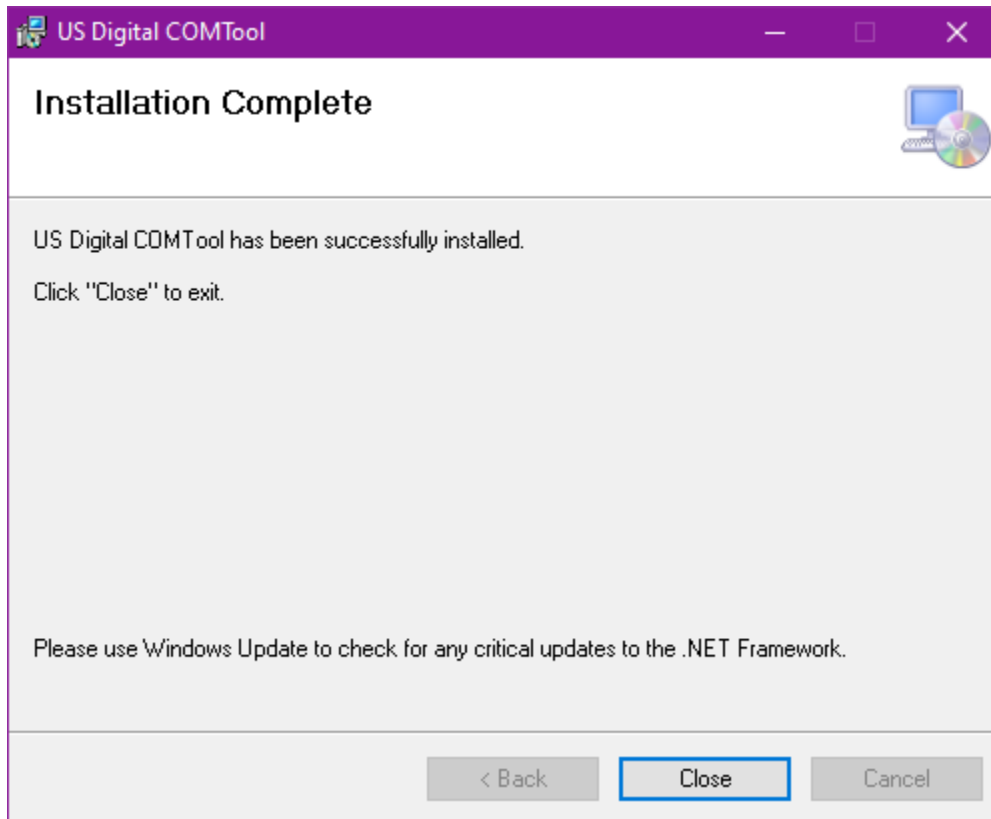 US Digital COMTool
Installation Complete
US Digital COMTool has been successfully installed.
Click "Close" to exit.
Please use Windows Update to check for any critical updates to the .NET Framework.
< Back
Close
Cancel